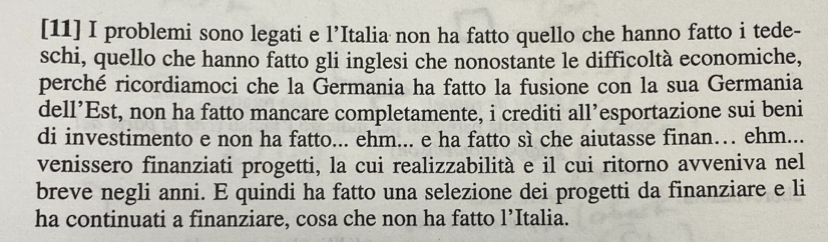 [11] I problemi sono legati e l'Italia non ha fatto quello che hanno fatto i tede-
schi, quello che hanno fatto gli inglesi che nonostante le difficoltà economiche,
perché ricordiamoci che la Germania ha fatto la fusione con la sua Germania
dell'Est, non ha fatto mancare completamente, i crediti all'esportazione sui beni
di investimento e non ha fatto... ehm... e ha fatto sì che aiutasse finan... ehm...
venissero finanziati progetti, la cui realizzabilità e il cui ritorno avveniva nel
breve negli anni. E quindi ha fatto una selezione dei progetti da finanziare e li
ha continuati a finanziare, cosa che non ha fatto l'Italia.